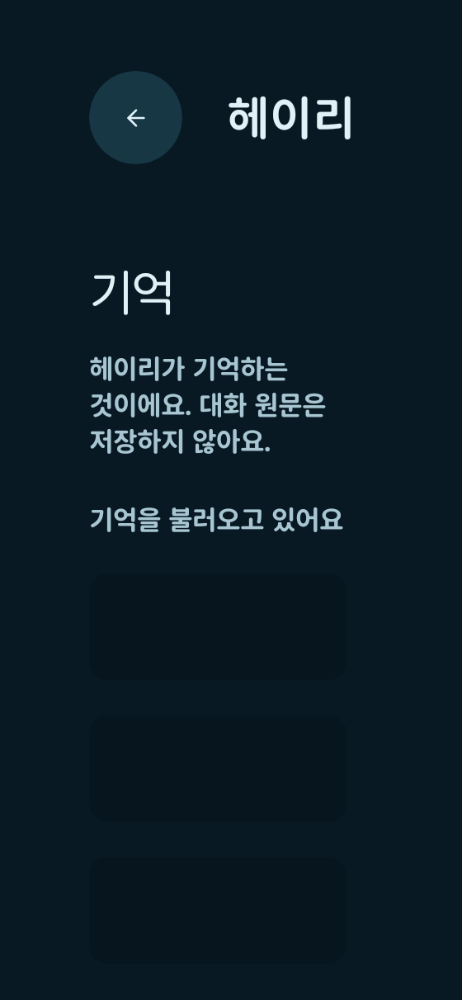 헤이리
기억
헤이리가 기억하는
것이에요. 대화 원문은
저장하지 않아요.
기억을 불러오고 있어요